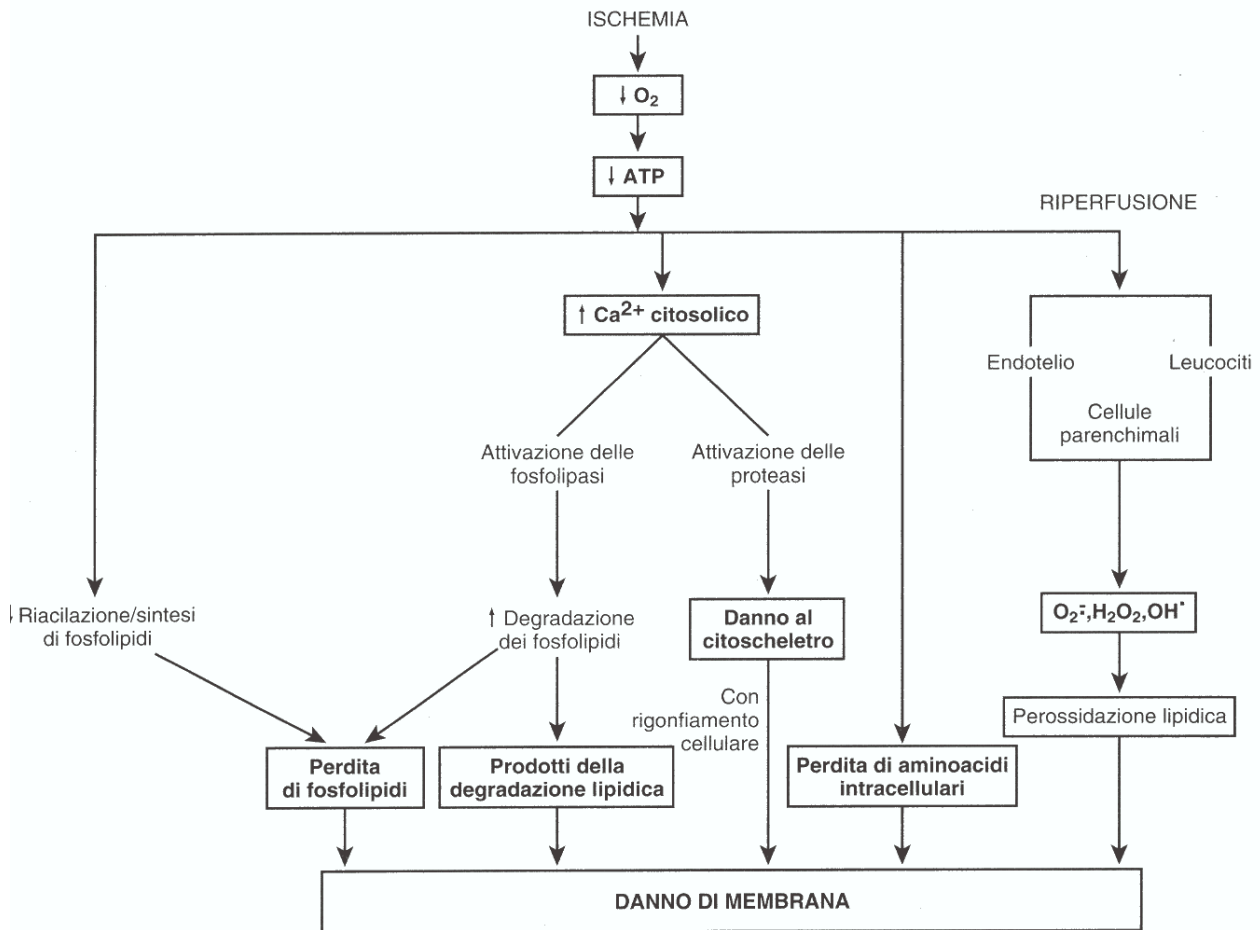 ISCHEMIA
↓ O₂
↓ ATP
RIPERFUSIONE
↑ Ca²⁺ citosolico
Endotelio
Leucociti
Cellule
parenchimali
Attivazione delle
fosfolipasi
Attivazione delle
proteasi
↓ Riacilazione/sintesi
di fosfolipidi
↑ Degradazione
dei fosfolipidi
Danno al
citoscheletro
O₂⁻̇,H₂O₂,OH˙
Con
rigonfiamento
cellulare
Perossidazione lipidica
Perdita
di fosfolipidi
Prodotti della
degradazione lipidica
Perdita di aminoacidi
intracellulari
DANNO DI MEMBRANA